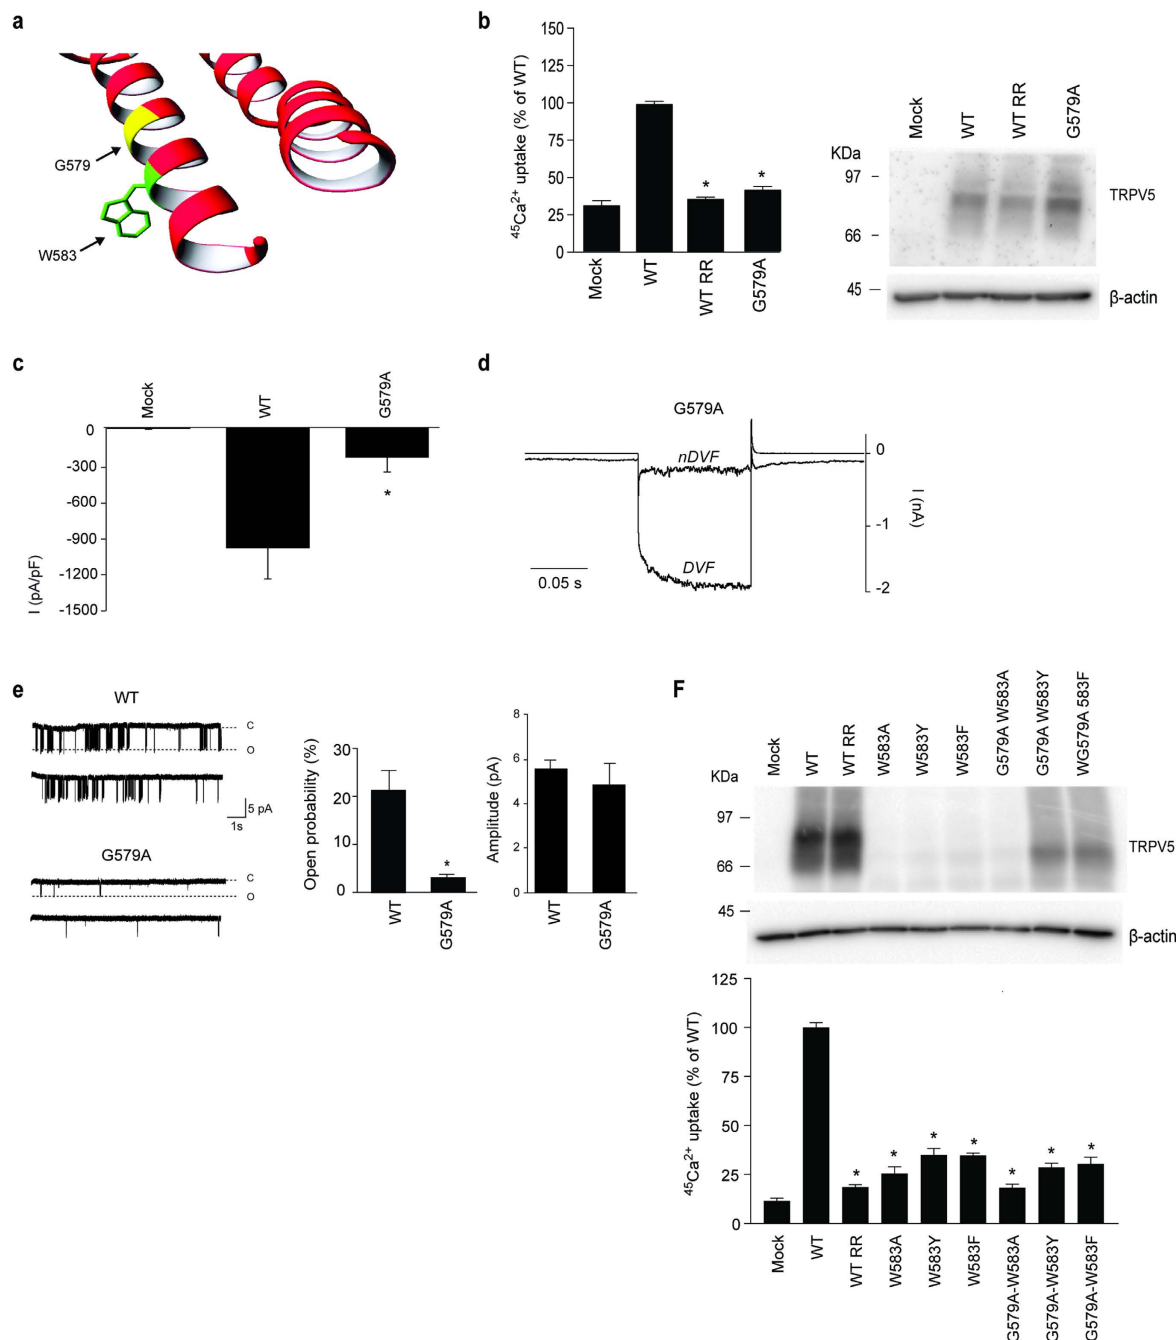 a
G579
W583
b
45Ca2+ uptake (% of WT)
150
125
100
75
50
25
0
*
*
Mock
WT
WT RR
G579A
Mock
WT
WT RR
G579A
KDa
97
66
45
TRPV5
β-actin
c
Mock
WT
G579A
0
-300
-600
-900
-1200
-1500
I (pA/pF)
*
d
G579A
nDVF
DVF
0.05 s
0
-1
-2
I (nA)
e
WT
C
O
5 pA
1s
G579A
C
O
Open probability (%)
30
20
10
0
*
WT
G579A
Amplitude (pA)
8
6
4
2
0
WT
G579A
F
Mock
WT
WT RR
W583A
W583Y
W583F
G579A W583A
G579A W583Y
WG579A 583F
KDa
97
66
45
TRPV5
β-actin
45Ca2+ uptake (% of WT)
125
100
75
50
25
0
*
*
*
*
*
*
*
Mock
WT
WT RR
W583A
W583Y
W583F
G579A-W583A
G579A-W583Y
G579A-W583F